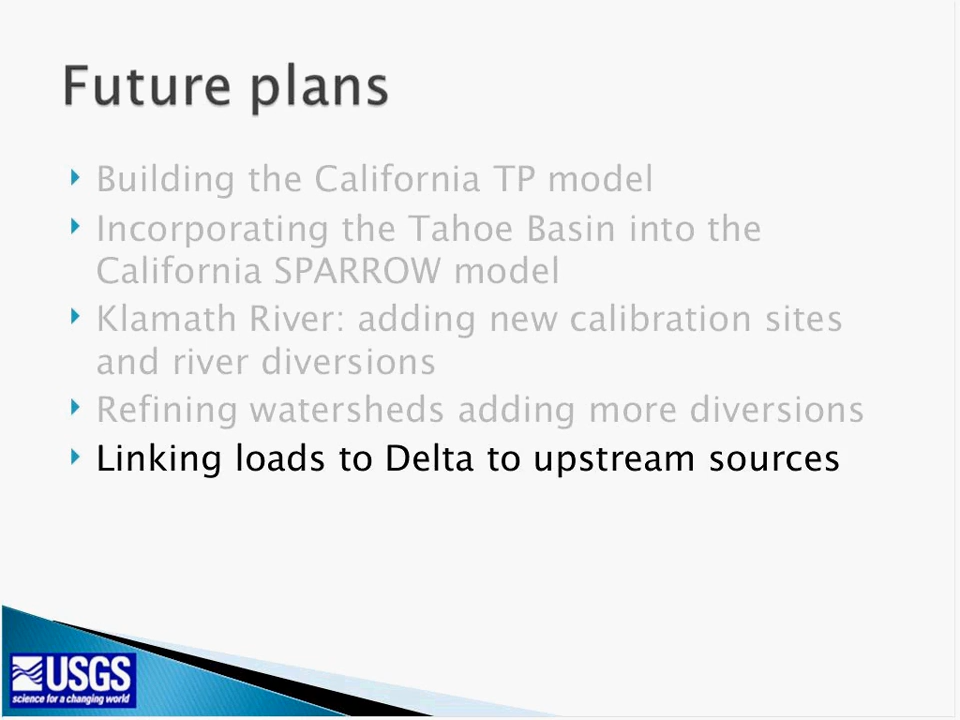 Future plans
Building the California TP model
Incorporating the Tahoe Basin into the
California SPARROW model
Klamath River: adding new calibration sites
and river diversions
Refining watersheds adding more diversions
Linking loads to Delta to upstream sources
USGS
science for a changing world